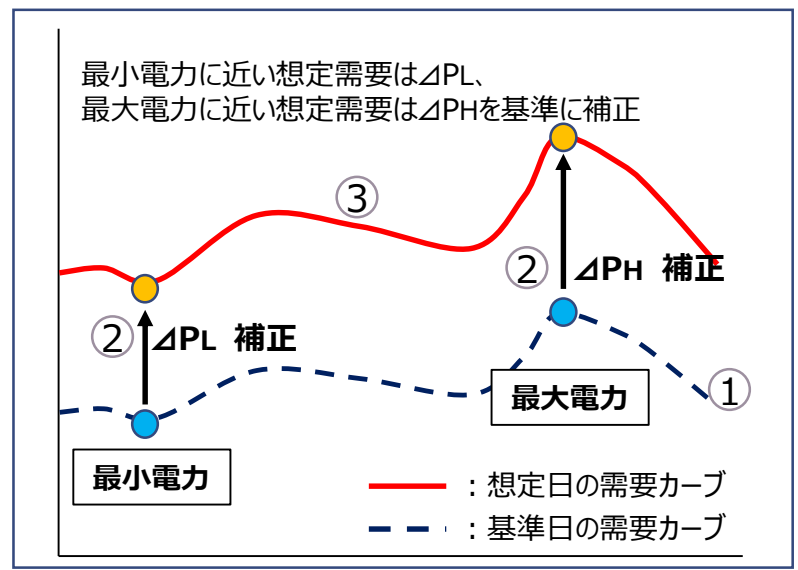 最小電力に近い想定需要は⊿PL、
最大電力に近い想定需要は⊿PHを基準に補正
③
②
⊿PH 補正
②
⊿PL 補正
最大電力
①
最小電力
：想定日の需要カーブ
：基準日の需要カーブ